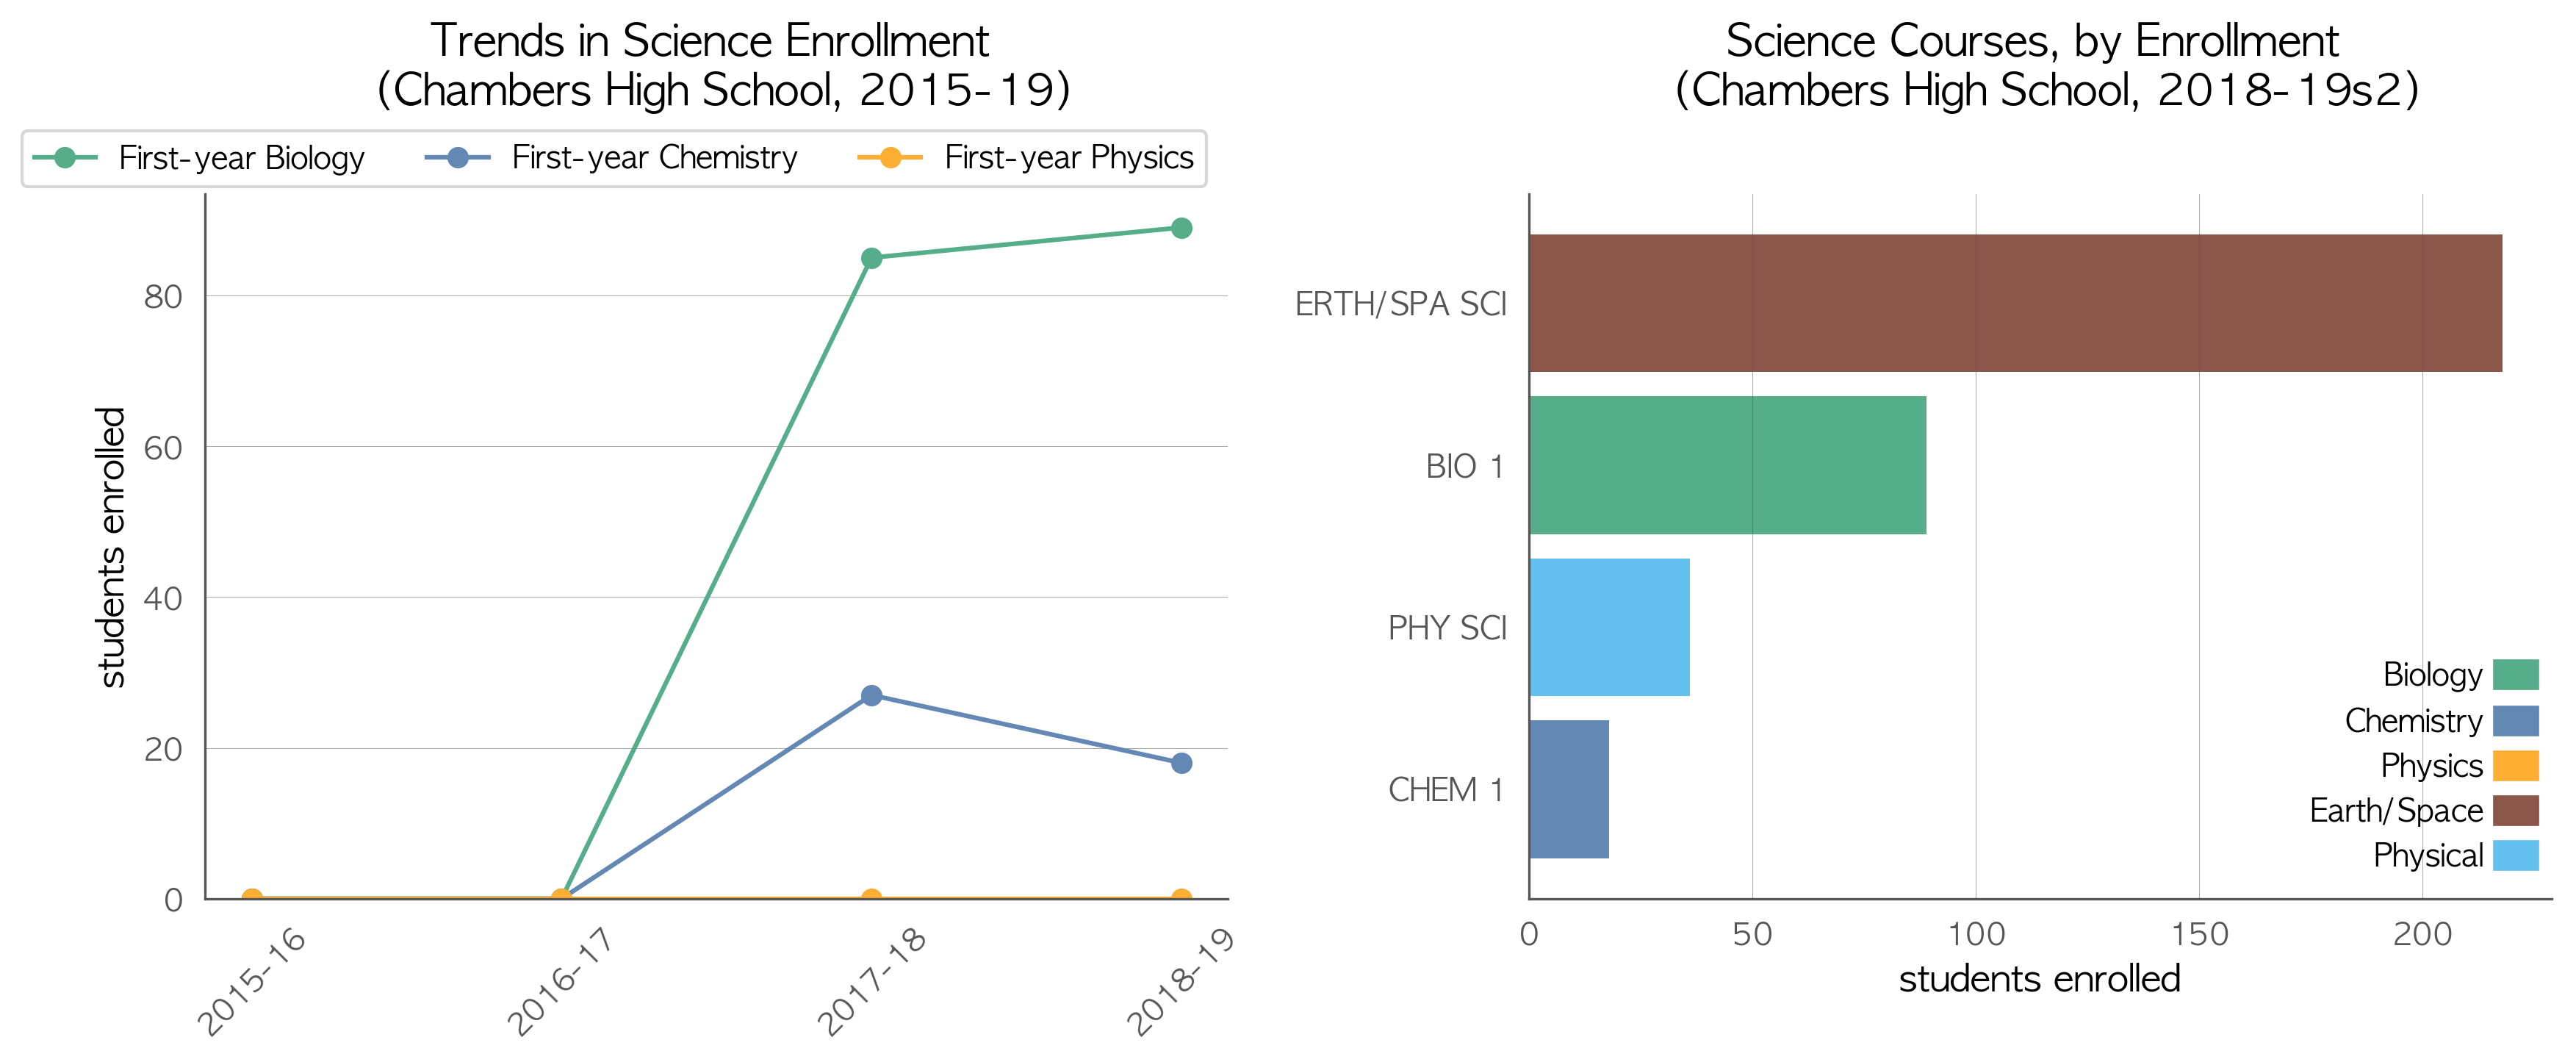 Trends in Science Enrollment
(Chambers High School, 2015-19)
First-year Biology
First-year Chemistry
First-year Physics
students enrolled
80
60
40
20
0
2015-16
2016-17
2017-18
2018-19
Science Courses, by Enrollment
(Chambers High School, 2018-19s2)
ERTH/SPA SCI
BIO 1
PHY SCI
CHEM 1
Biology
Chemistry
Physics
Earth/Space
Physical
0
50
100
150
200
students enrolled